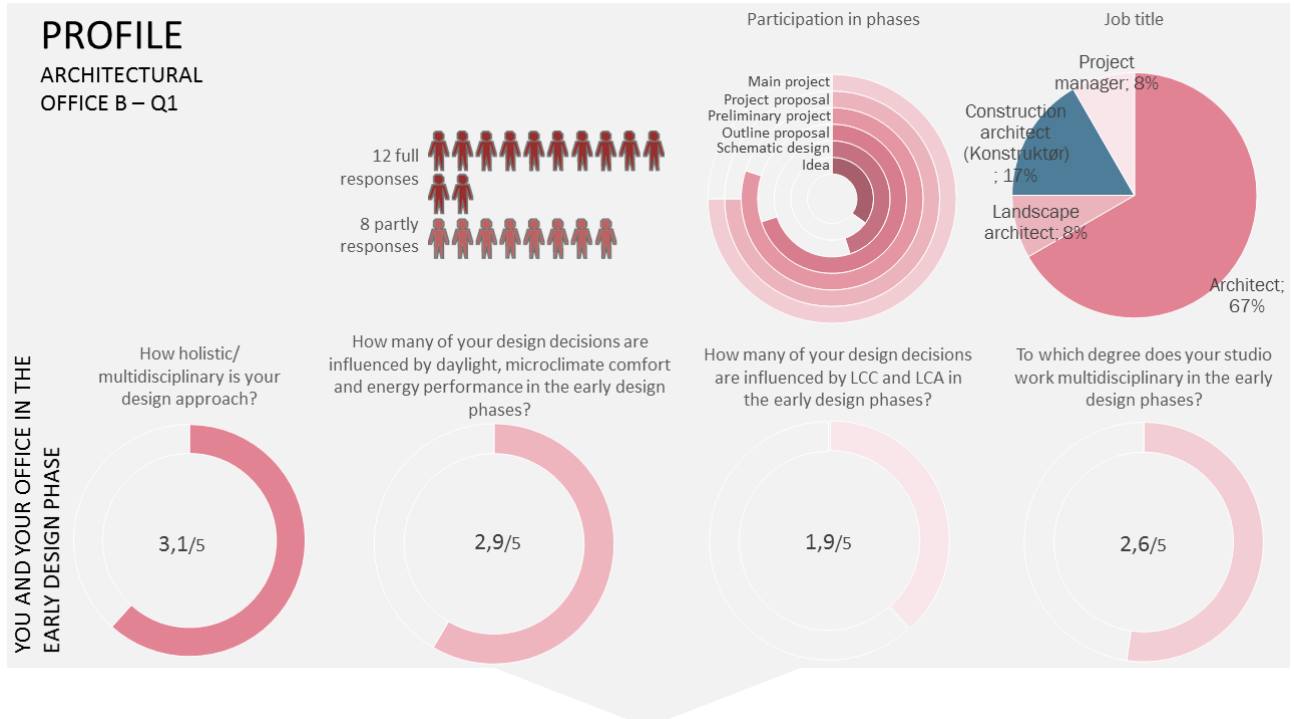 PROFILE
ARCHITECTURAL
OFFICE B – Q1
12 full
responses
8 partly
responses
Participation in phases
Main project
Project proposal
Preliminary project
Outline proposal
Schematic design
Idea
Job title
Project
manager; 8%
Construction
architect
(Konstruktør)
; 17%
Landscape
architect; 8%
Architect;
67%
YOU AND YOUR OFFICE IN THE
EARLY DESIGN PHASE
How holistic/
multidisciplinary is your
design approach?
3,1/5
How many of your design decisions are
influenced by daylight, microclimate comfort
and energy performance in the early design
phases?
2,9/5
How many of your design decisions
are influenced by LCC and LCA in
the early design phases?
1,9/5
To which degree does your studio
work multidisciplinary in the early
design phases?
2,6/5